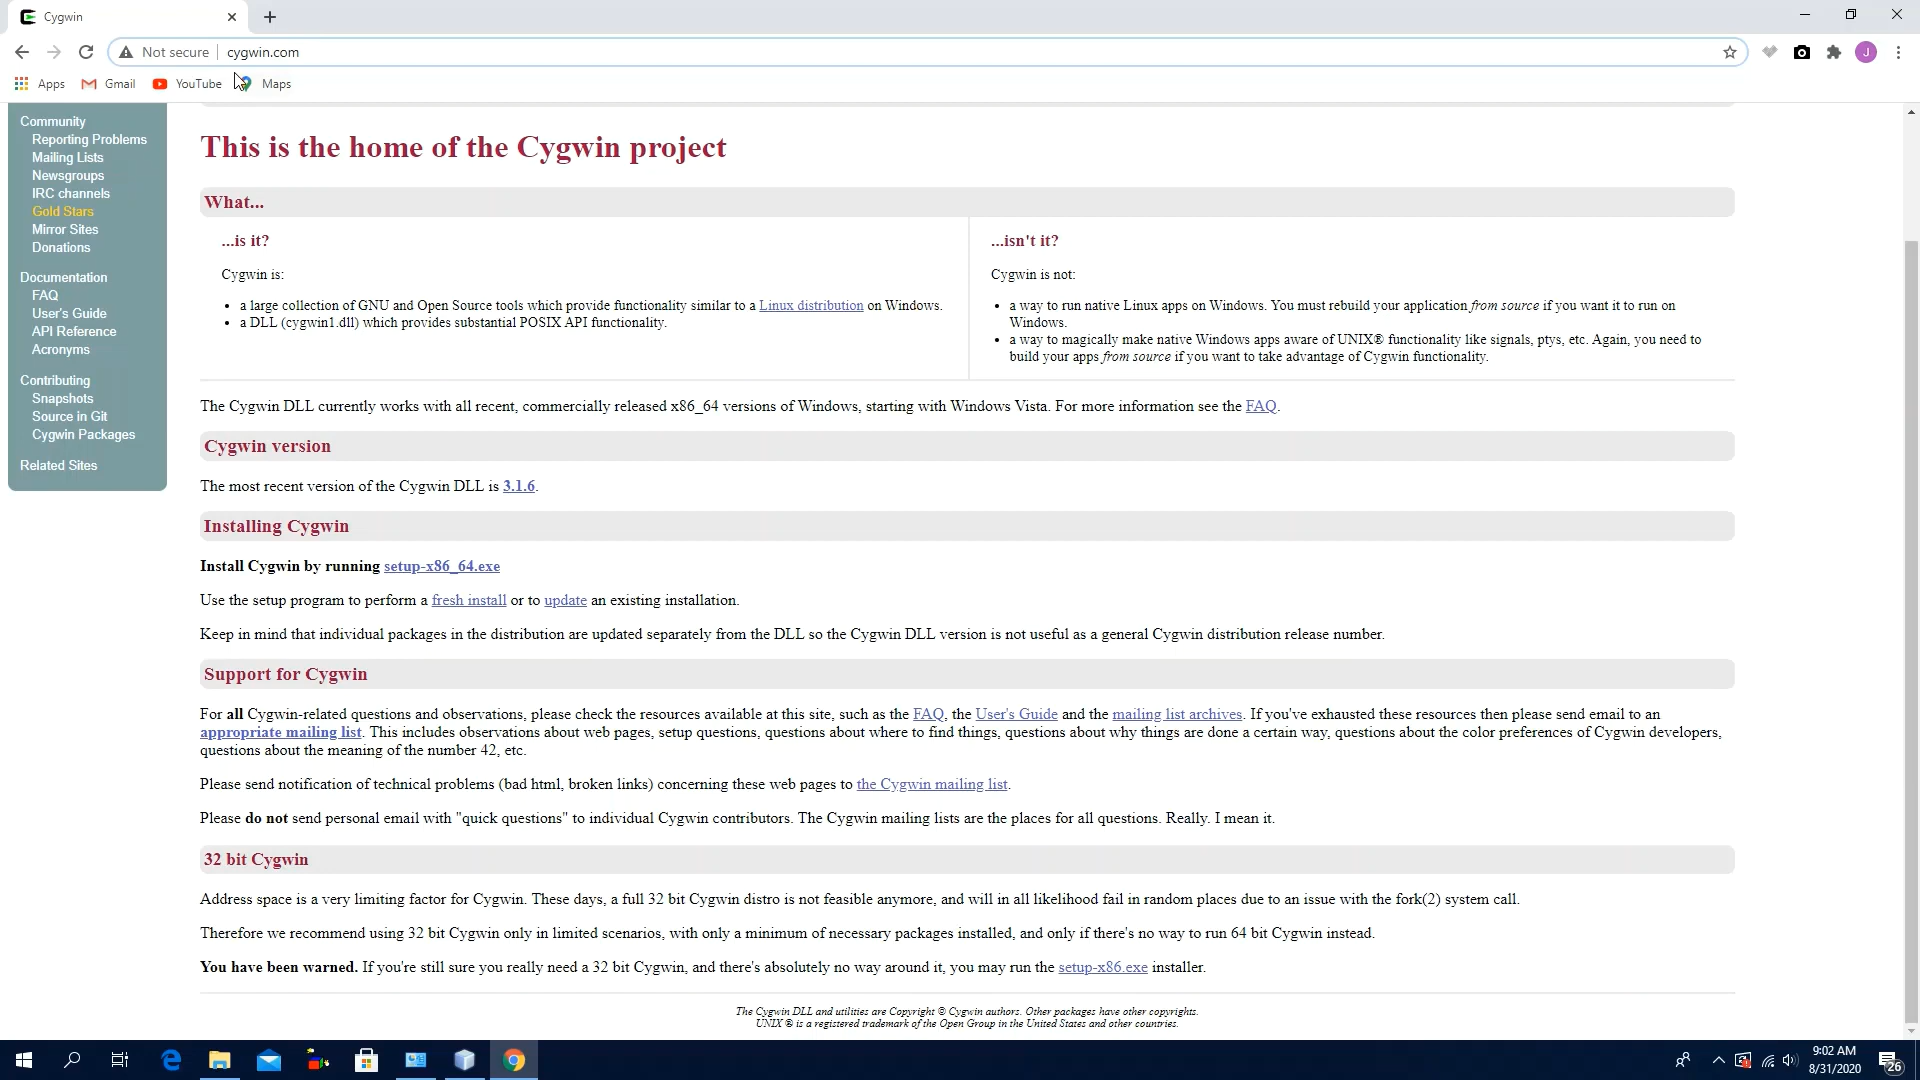 Cygwin
Not secure
cygwin.com
Apps
Gmail
YouTube
Maps
J
Community
Reporting Problems
Mailing Lists
Newsgroups
IRC channels
Gold Stars
Mirror Sites
Donations
Documentation
FAQ
User's Guide
API Reference
Acronyms
Contributing
Snapshots
Source in Git
Cygwin Packages
Related Sites
This is the home of the Cygwin project
What...
...is it?
Cygwin is:
• a large collection of GNU and Open Source tools which provide functionality similar to a Linux distribution on Windows.
• a DLL (cygwin1.dll) which provides substantial POSIX API functionality.
...isn't it?
Cygwin is not:
• a way to run native Linux apps on Windows. You must rebuild your application from source if you want it to run on
Windows.
• a way to magically make native Windows apps aware of UNIX® functionality like signals, ptys, etc. Again, you need to
build your apps from source if you want to take advantage of Cygwin functionality.
The Cygwin DLL currently works with all recent, commercially released x86_64 versions of Windows, starting with Windows Vista. For more information see the FAQ.
Cygwin version
The most recent version of the Cygwin DLL is 3.1.6.
Installing Cygwin
Install Cygwin by running setup-x86_64.exe
Use the setup program to perform a fresh install or to update an existing installation.
Keep in mind that individual packages in the distribution are updated separately from the DLL so the Cygwin DLL version is not useful as a general Cygwin distribution release number.
Support for Cygwin
For all Cygwin-related questions and observations, please check the resources available at this site, such as the FAQ, the User's Guide and the mailing list archives. If you've exhausted these resources then please send email to an
appropriate mailing list. This includes observations about web pages, setup questions, questions about where to find things, questions about why things are done a certain way, questions about the color preferences of Cygwin developers,
questions about the meaning of the number 42, etc.
Please send notification of technical problems (bad html, broken links) concerning these web pages to the Cygwin mailing list.
Please do not send personal email with "quick questions" to individual Cygwin contributors. The Cygwin mailing lists are the places for all questions. Really. I mean it.
32 bit Cygwin
Address space is a very limiting factor for Cygwin. These days, a full 32 bit Cygwin distro is not feasible anymore, and will in all likelihood fail in random places due to an issue with the fork(2) system call.
Therefore we recommend using 32 bit Cygwin only in limited scenarios, with only a minimum of necessary packages installed, and only if there's no way to run 64 bit Cygwin instead.
You have been warned. If you're still sure you really need a 32 bit Cygwin, and there's absolutely no way around it, you may run the setup-x86.exe installer.
The Cygwin DLL and utilities are Copyright © Cygwin authors. Other packages have other copyrights.
UNIX ® is a registered trademark of the Open Group in the United States and other countries.
9:02 AM
8/31/2020
26